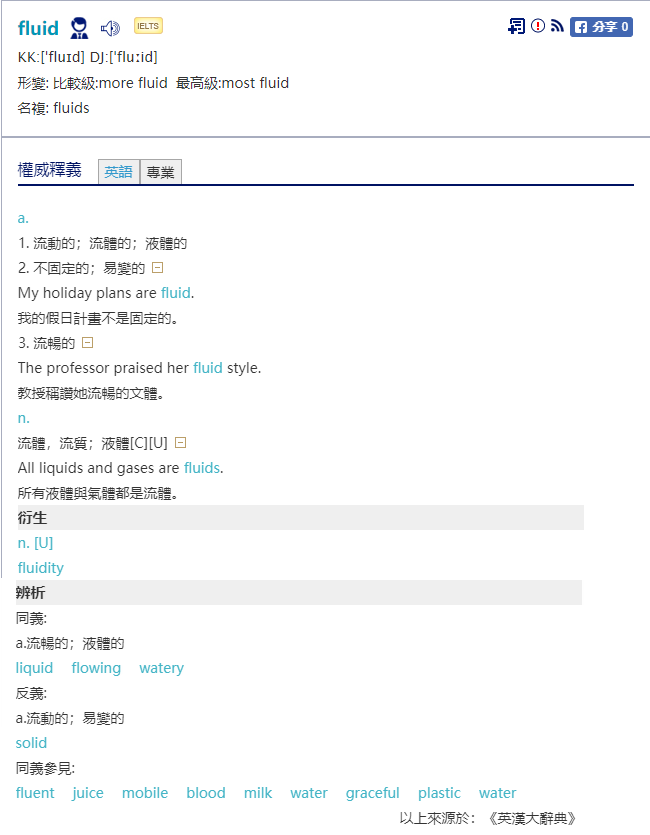 fluid IELTS 分享 0
KK:[ˈfluɪd] DJ:[ˈfluːid]
形變: 比較級:more fluid 最高級:most fluid
名複: fluids
權威釋義 英語 專業
a.
1. 流動的；流體的；液體的
2. 不固定的；易變的
My holiday plans are fluid.
我的假日計畫不是固定的。
3. 流暢的
The professor praised her fluid style.
教授稱讚她流暢的文體。
n.
流體，流質；液體[C][U]
All liquids and gases are fluids.
所有液體與氣體都是流體。
衍生
n. [U]
fluidity
辨析
同義:
a.流暢的；液體的
liquid flowing watery
反義:
a.流動的；易變的
solid
同義參見:
fluent juice mobile blood milk water graceful plastic water
以上來源於：《英漢大辭典》